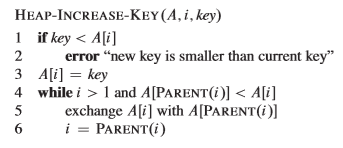 HEAP-INCREASE-KEY(A, i, key)
1 if key < A[i]
2 error “new key is smaller than current key”
3 A[i] = key
4 while i > 1 and A[PARENT(i)] < A[i]
5 exchange A[i] with A[PARENT(i)]
6 i = PARENT(i)